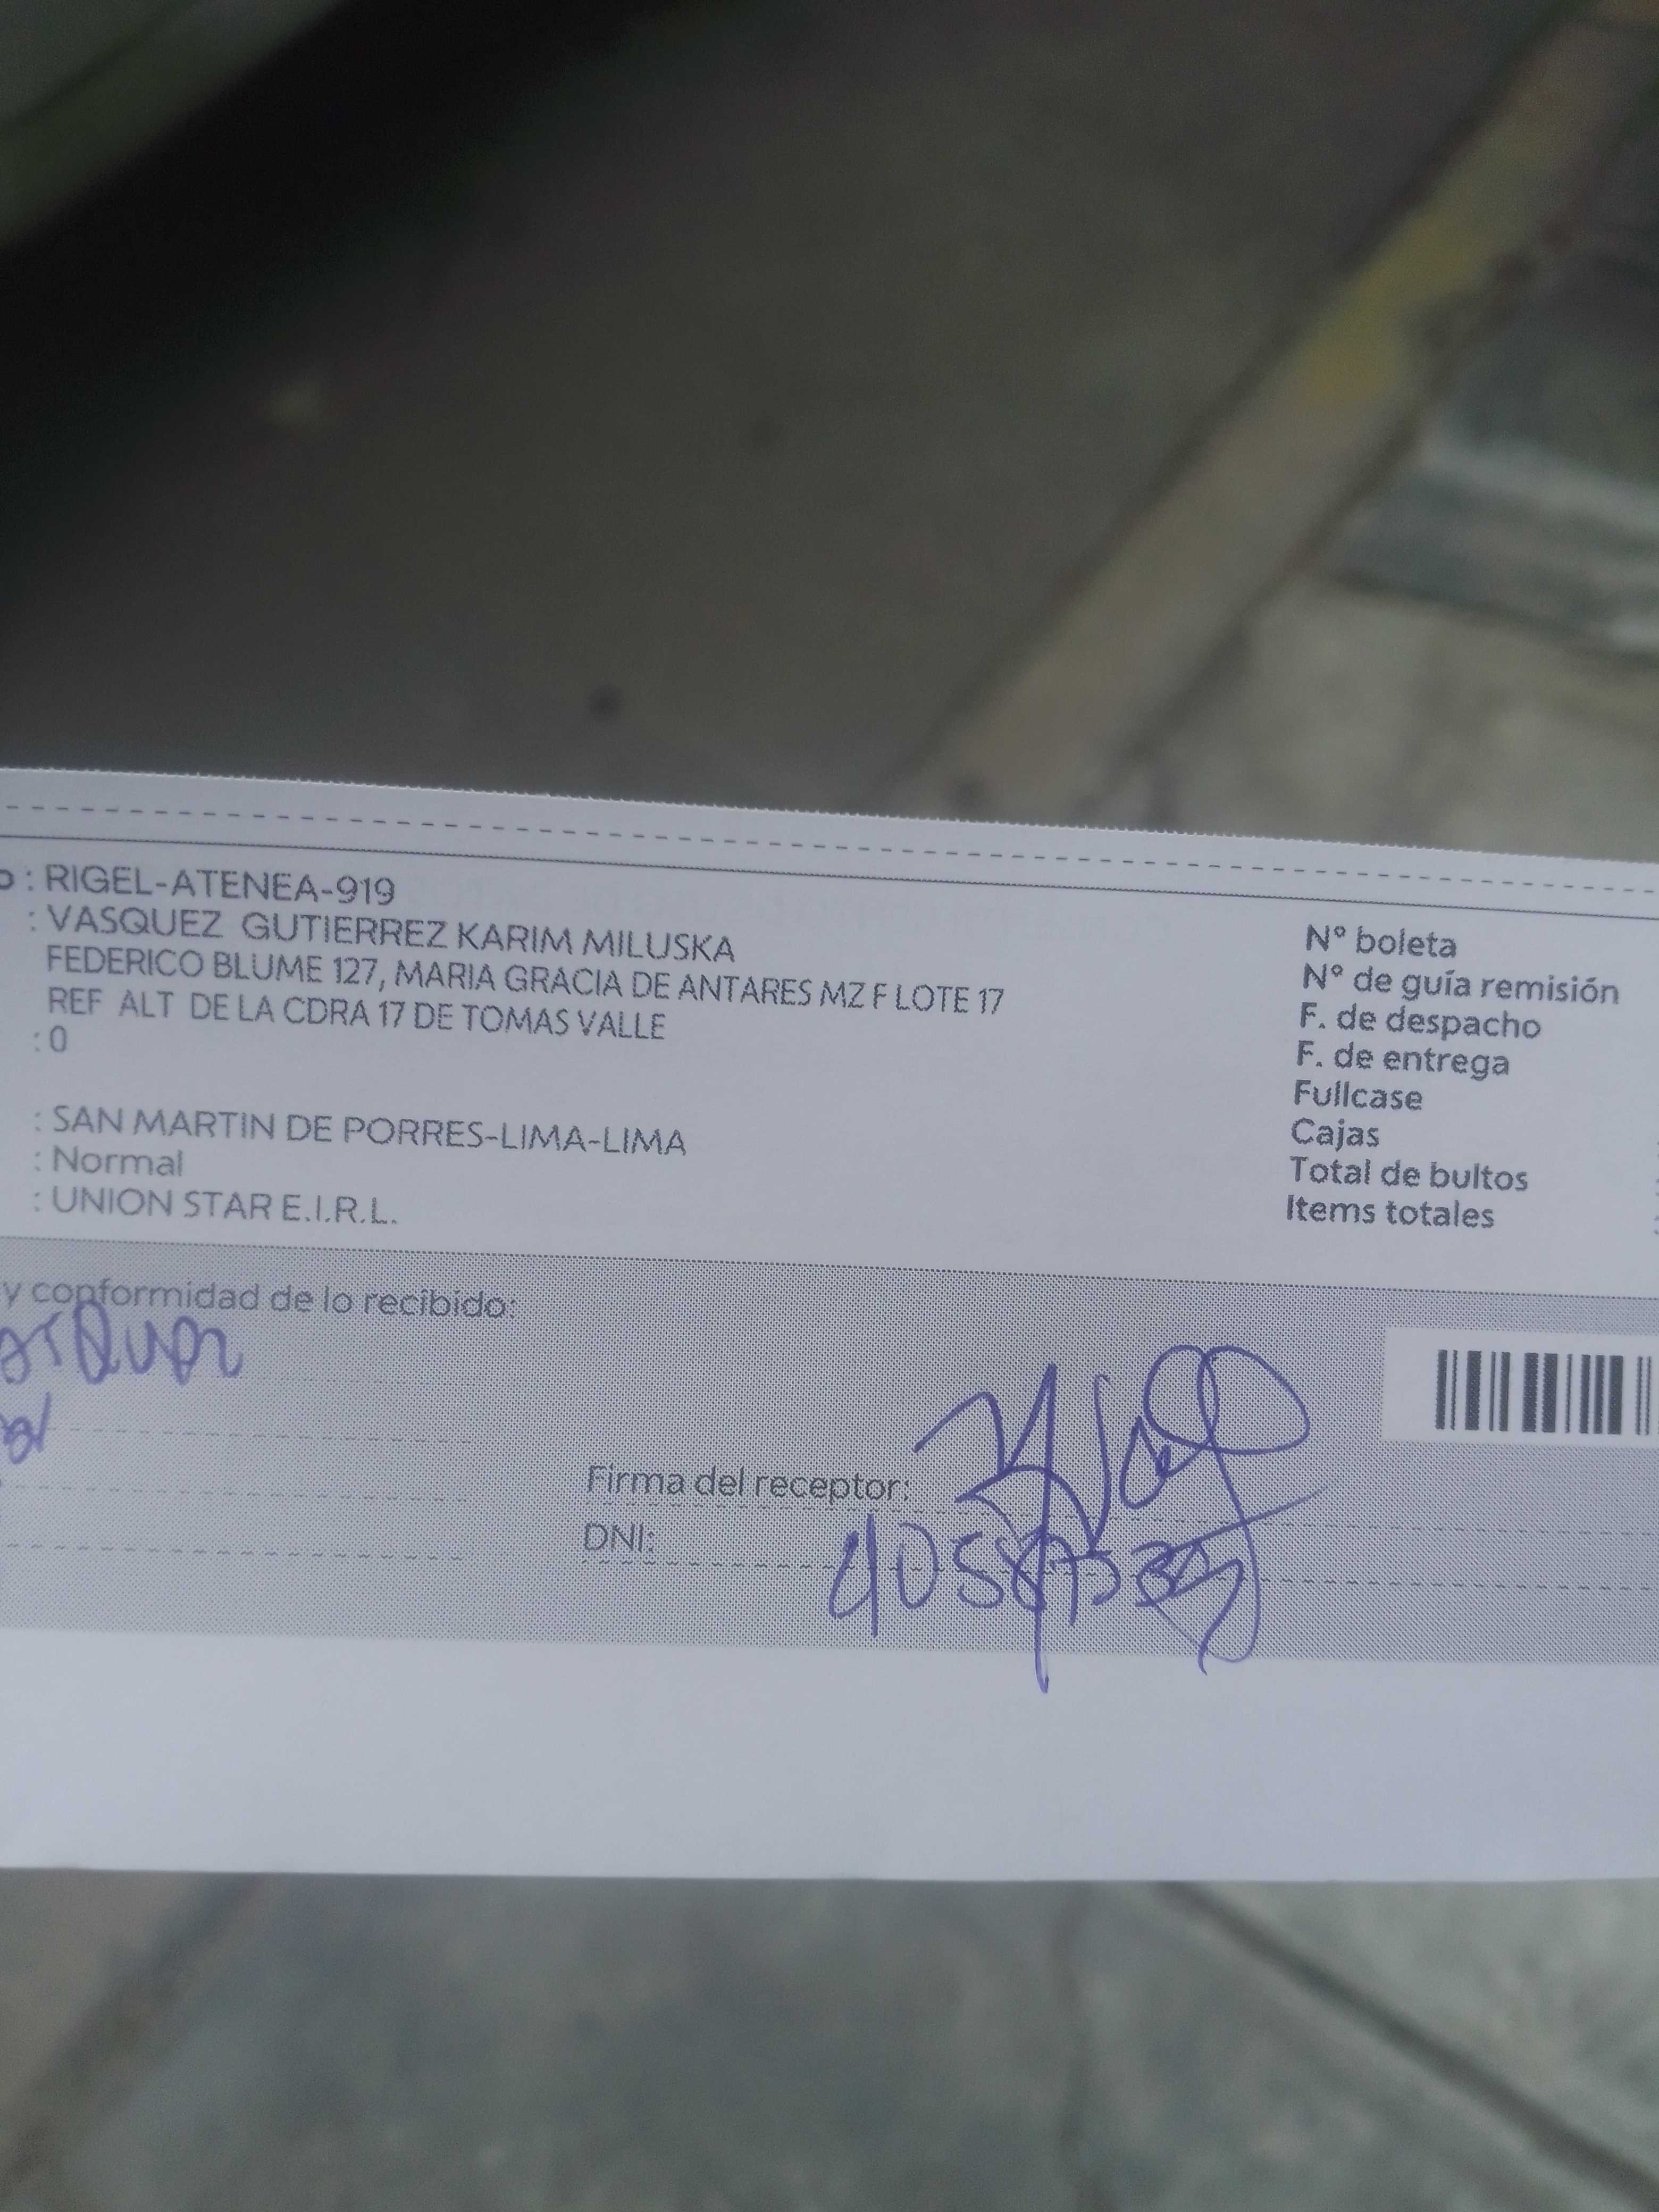 : RIGEL-ATENEA-919
: VASQUEZ GUTIERREZ KARIM MILUSKA
FEDERICO BLUME 127, MARIA GRACIA DE ANTARES MZ F LOTE 17
REF ALT DE LA CDRA 17 DE TOMAS VALLE
: 0
: SAN MARTIN DE PORRES-LIMA-LIMA
: Normal
: UNION STAR E.I.R.L.
N° boleta
N° de guía remisión
F. de despacho
F. de entrega
Fullcase
Cajas
Total de bultos
Items totales
y conformidad de lo recibido:
Firma del receptor:
DNI: